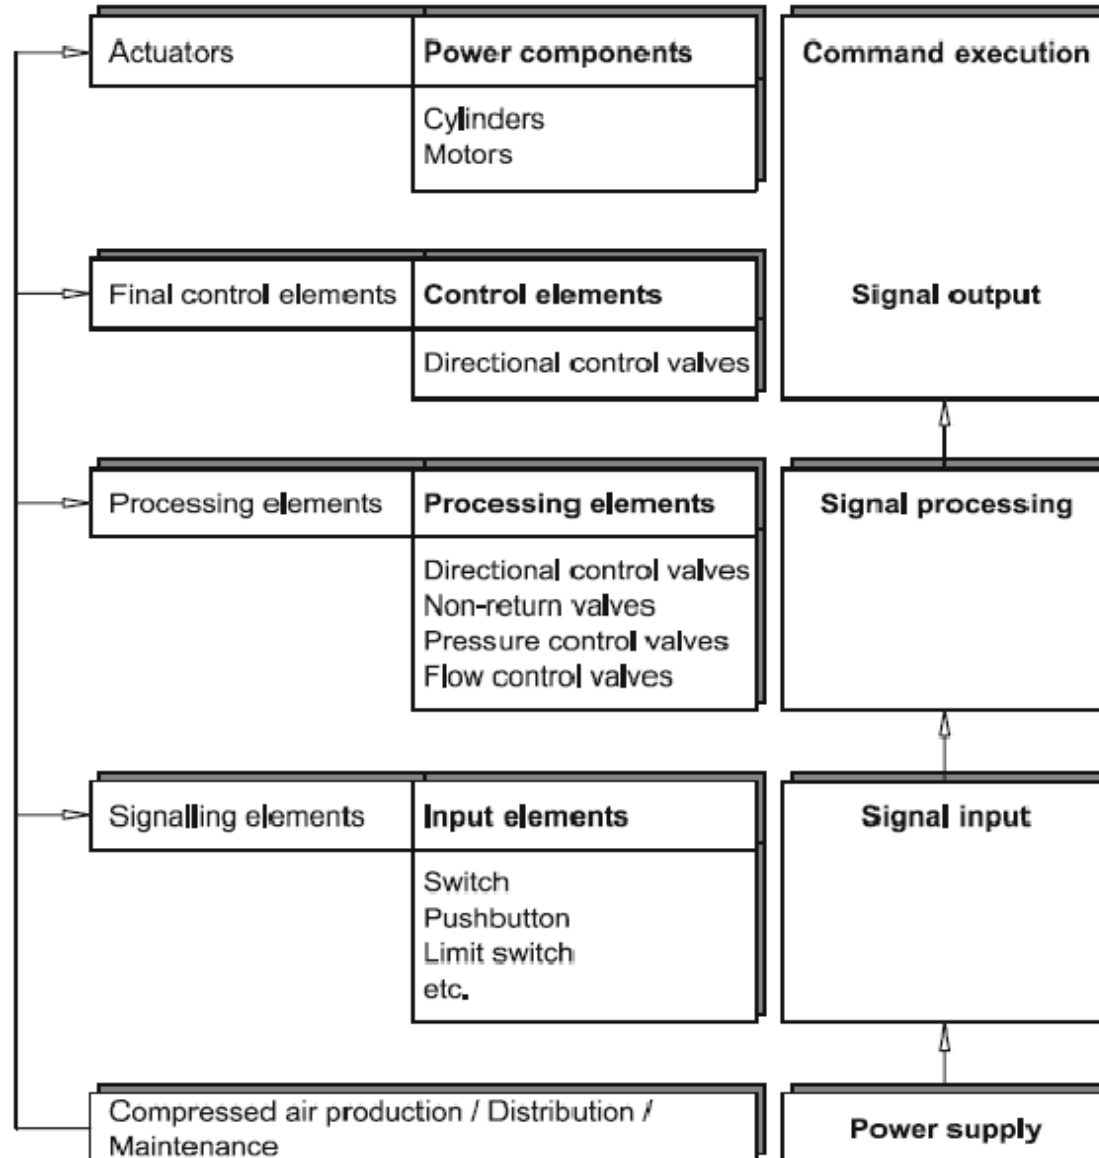 Actuators
Power components
Command execution
Cylinders
Motors
Final control elements
Control elements
Signal output
Directional control valves
Processing elements
Processing elements
Signal processing
Directional control valves
Non-return valves
Pressure control valves
Flow control valves
Signalling elements
Input elements
Signal input
Switch
Pushbutton
Limit switch
etc.
Compressed air production / Distribution /
Maintenance
Power supply